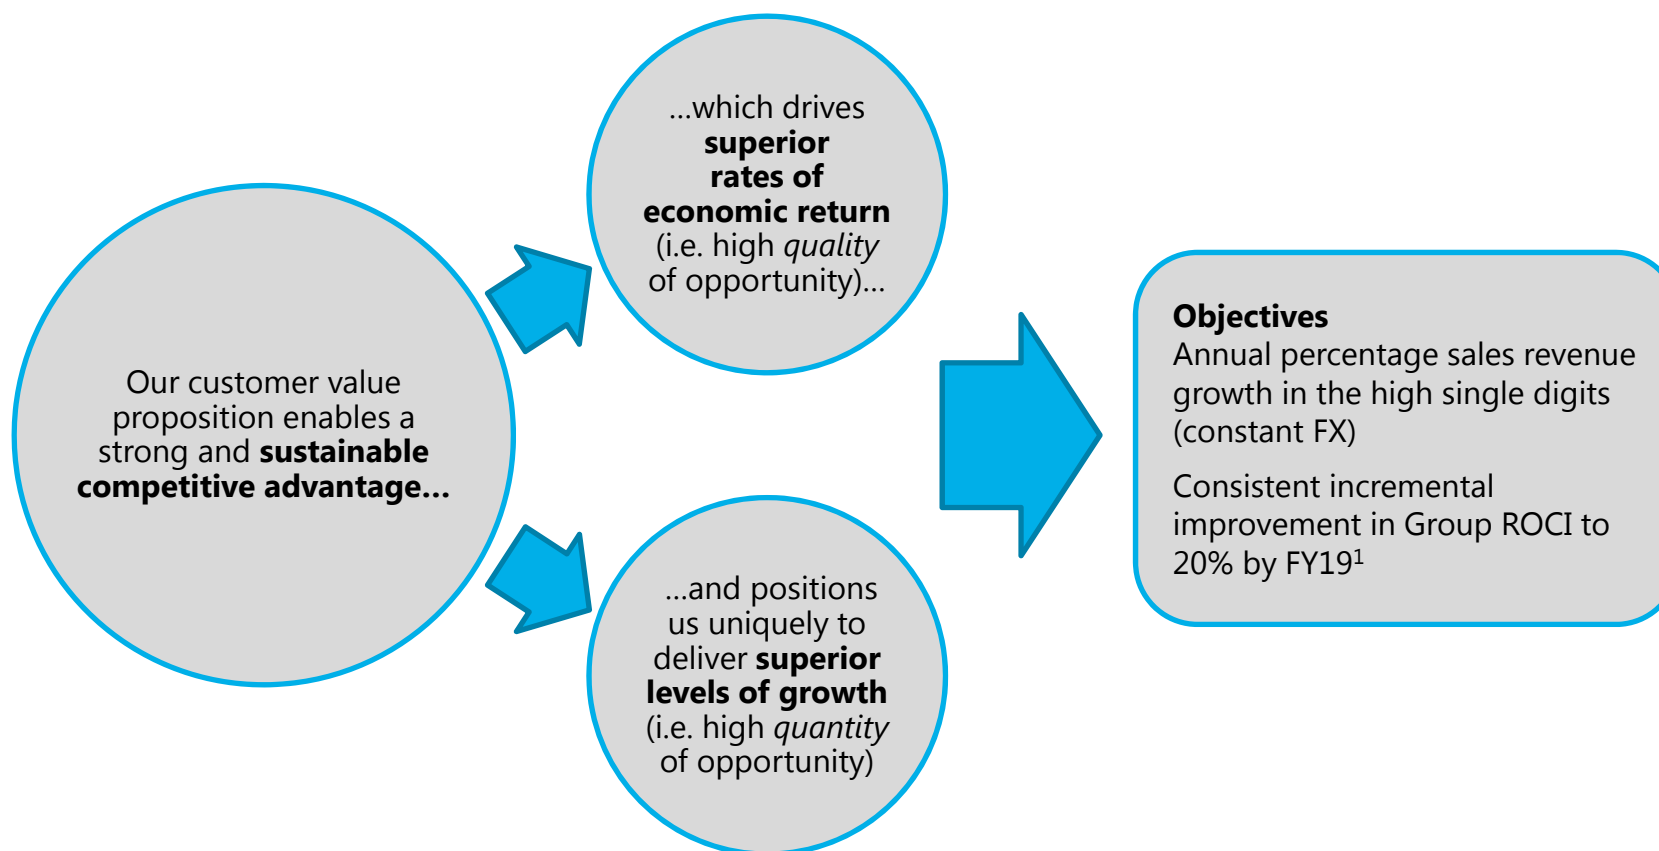 Our customer value
proposition enables a
strong and sustainable
competitive advantage...
...which drives
superior
rates of
economic return
(i.e. high quality
of opportunity)...
...and positions
us uniquely to
deliver superior
levels of growth
(i.e. high quantity
of opportunity)
Objectives
Annual percentage sales revenue
growth in the high single digits
(constant FX)
Consistent incremental
improvement in Group ROCI to
20% by FY19¹